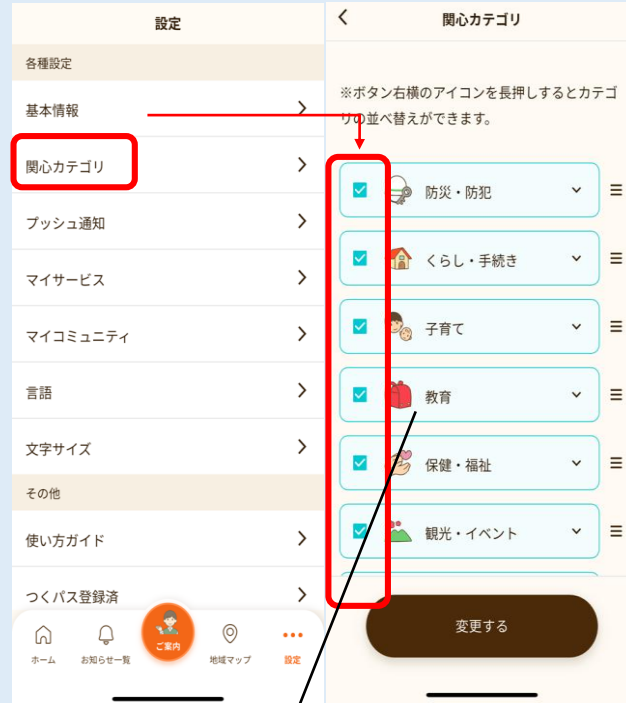 設定
各種設定
基本情報
関心カテゴリ
プッシュ通知
マイサービス
マイコミュニティ
言語
文字サイズ
その他
使い方ガイド
つくパス登録済
ホーム
お知らせ一覧
ご案内
地域マップ
設定
関心カテゴリ
※ボタン右横のアイコンを長押しするとカテゴ
リの並べ替えができます。
防災・防犯
くらし・手続き
子育て
教育
保健・福祉
観光・イベント
変更する